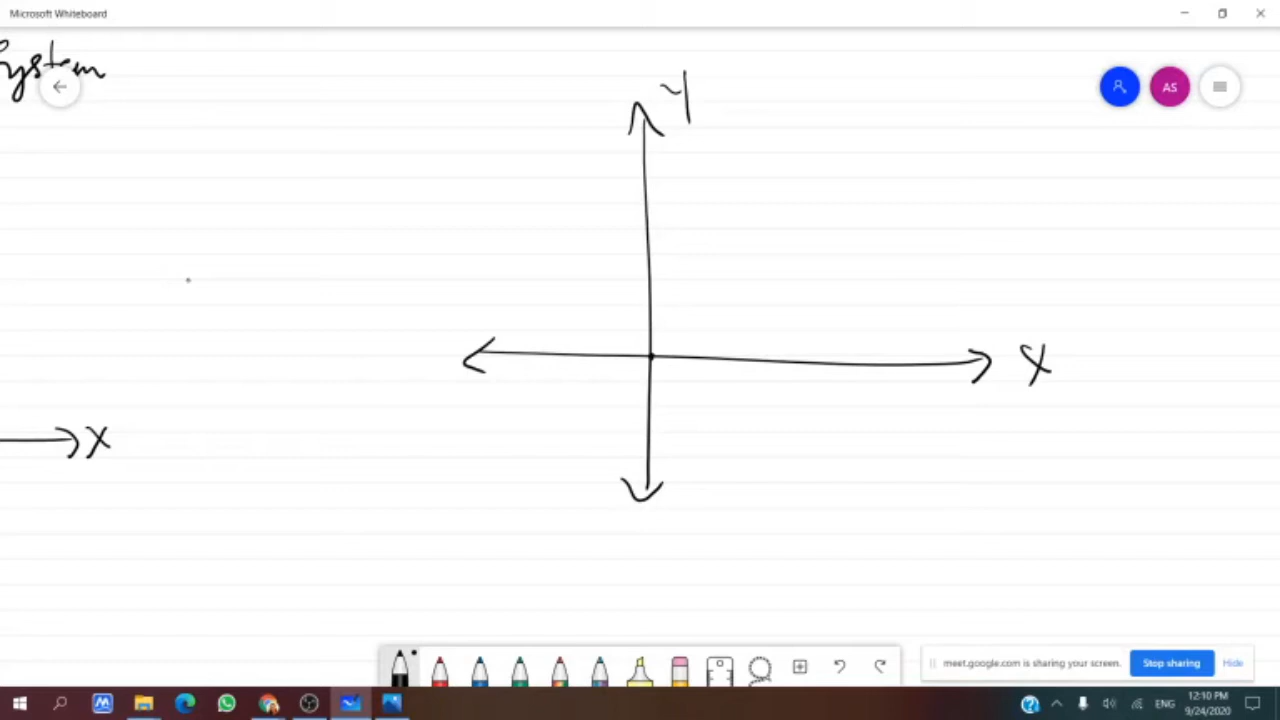 Microsoft Whiteboard
System
Y
AS
X
X
meet.google.com is sharing your screen.
Stop sharing
Hide
ENG
12:10 PM
9/24/2020